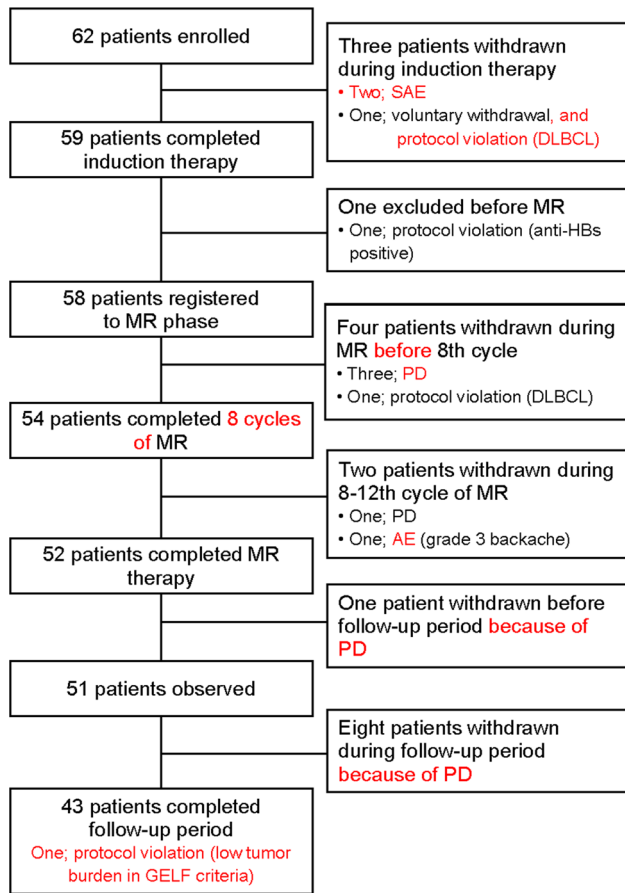 62 patients enrolled
Three patients withdrawn
during induction therapy
• Two; SAE
• One; voluntary withdrawal, and
protocol violation (DLBCL)
59 patients completed
induction therapy
One excluded before MR
• One; protocol violation (anti-HBs
positive)
58 patients registered
to MR phase
Four patients withdrawn during
MR before 8th cycle
• Three; PD
• One; protocol violation (DLBCL)
54 patients completed 8 cycles
of MR
Two patients withdrawn during
8-12th cycle of MR
• One; PD
• One; AE (grade 3 backache)
52 patients completed MR
therapy
One patient withdrawn before
follow-up period because of
PD
51 patients observed
Eight patients withdrawn
during follow-up period
because of PD
43 patients completed
follow-up period
One; protocol violation (low tumor
burden in GELF criteria)